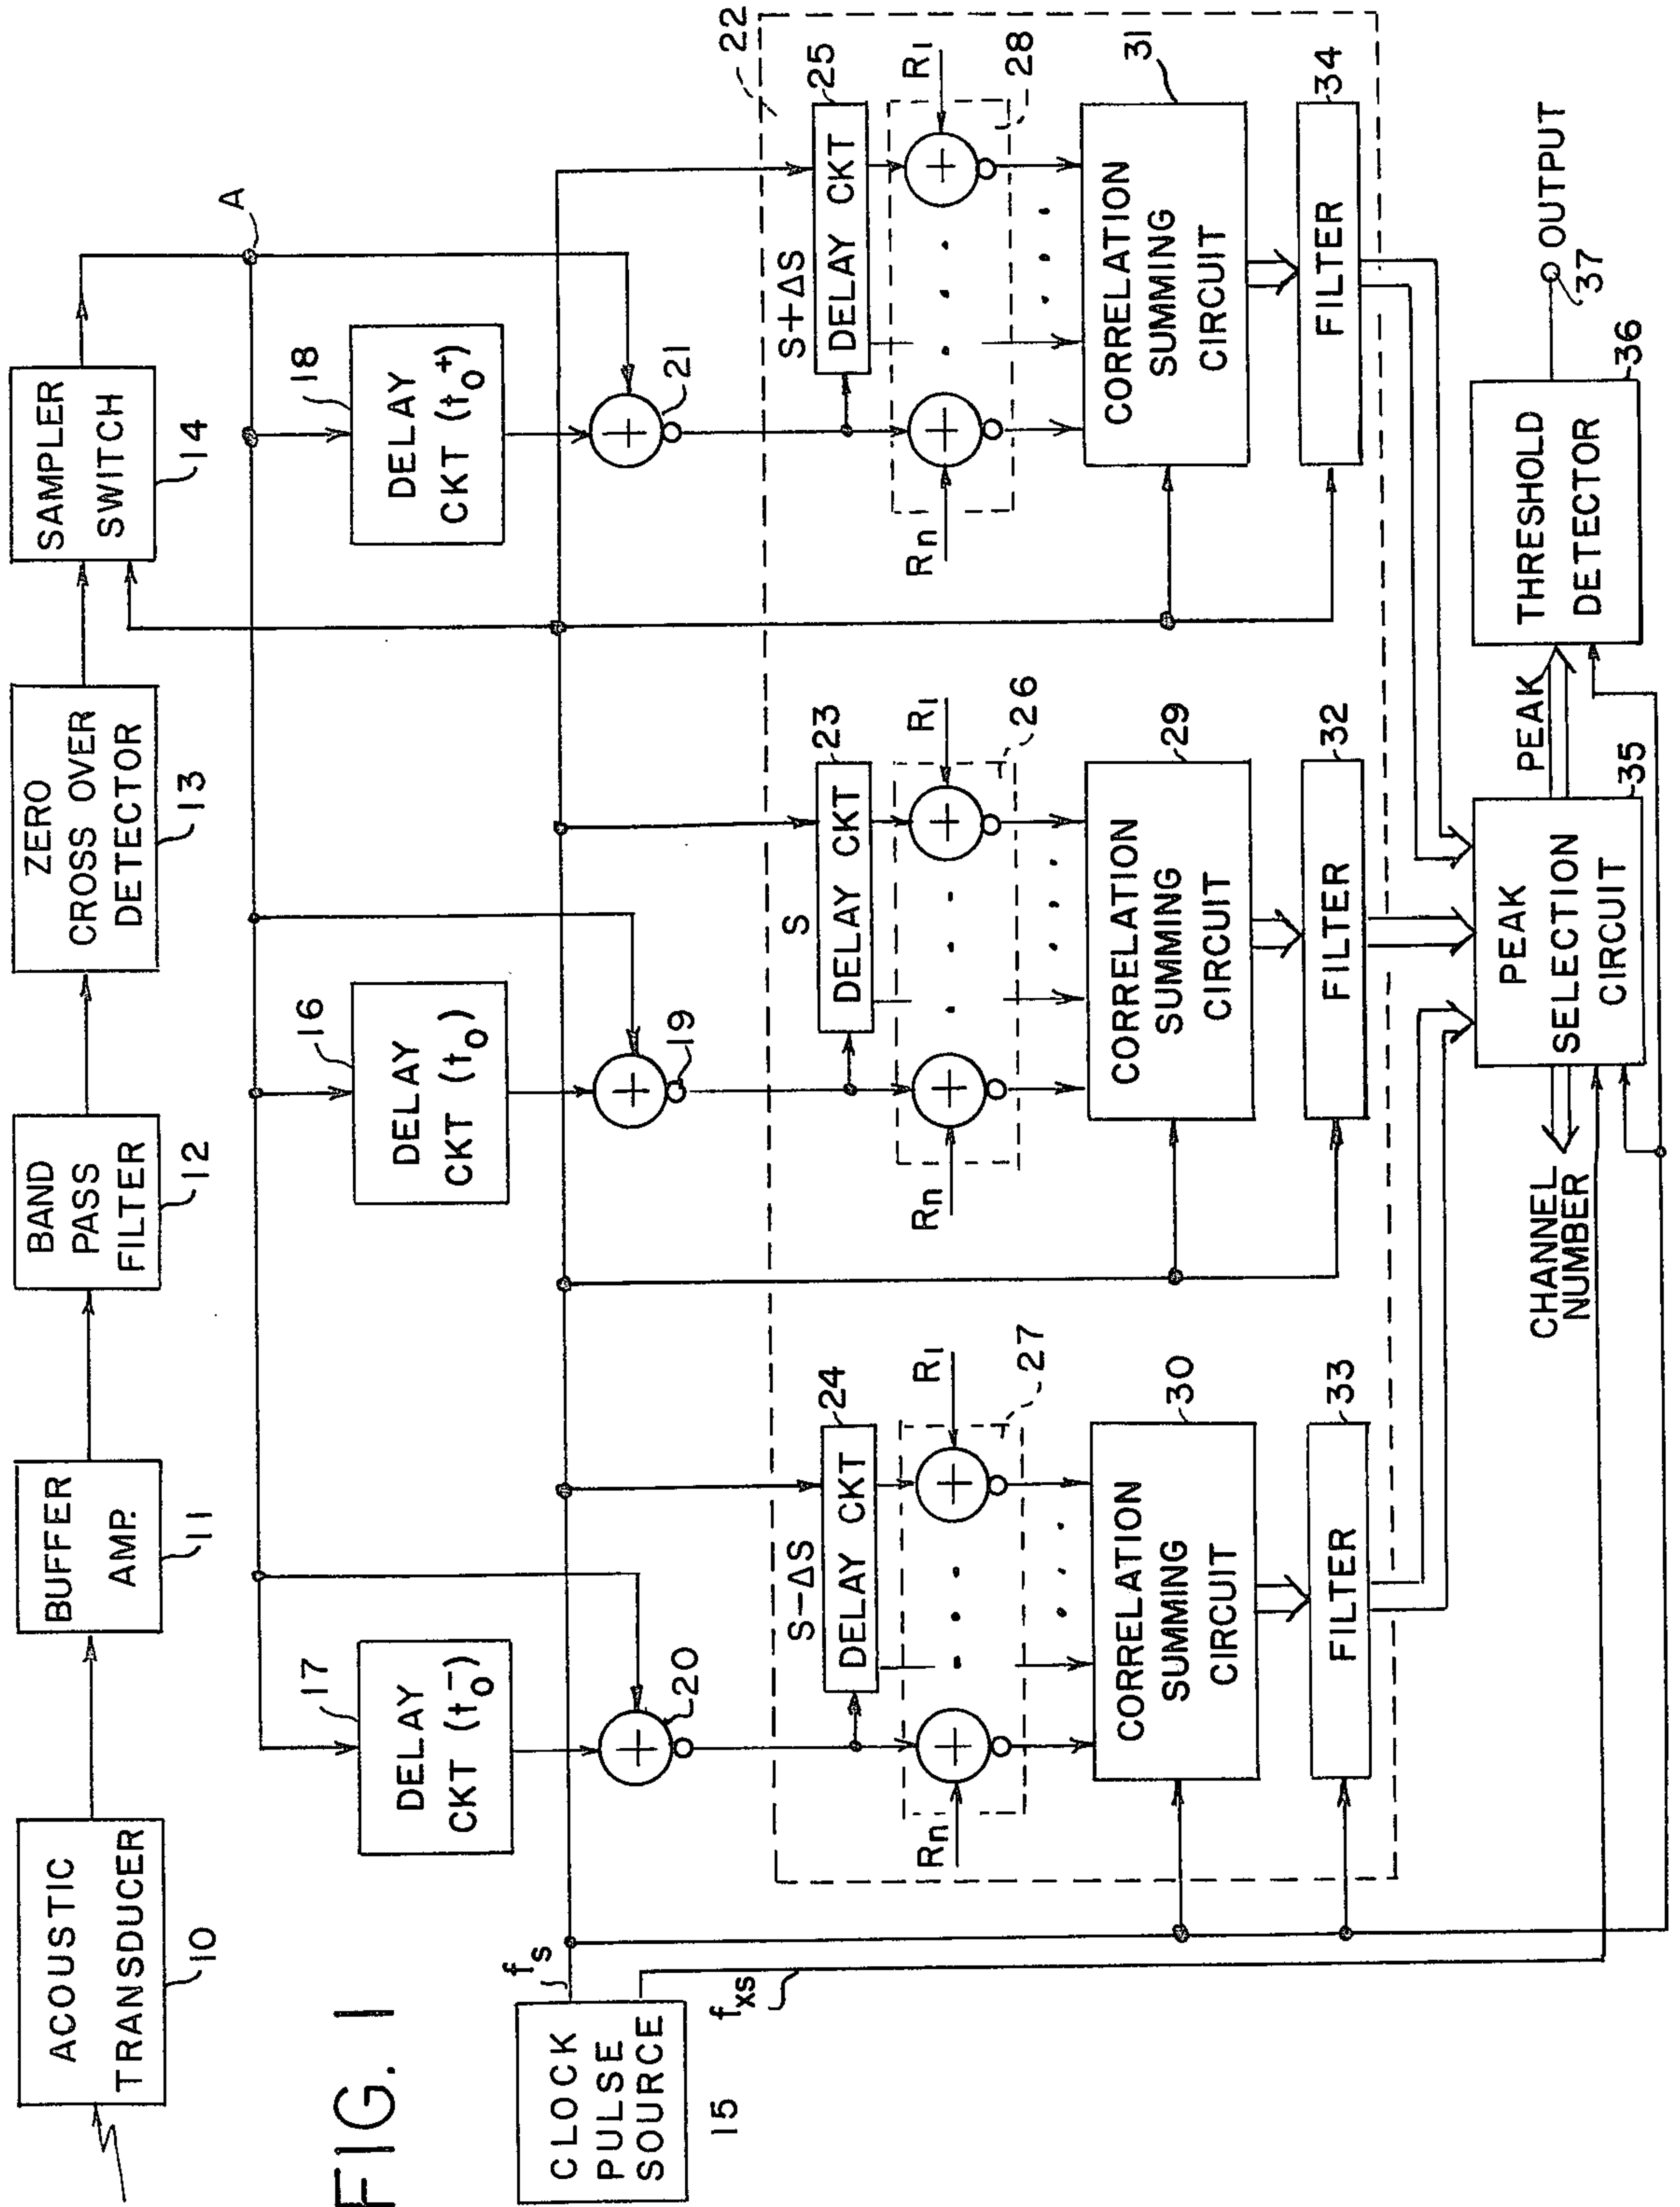 FIG. 1
ACOUSTIC
TRANSDUCER
10
BUFFER
AMP.
11
BAND
PASS
FILTER
12
ZERO
CROSS OVER
DETECTOR
13
SAMPLER
SWITCH
14
A
17
DELAY
CKT (t₀⁻)
16
DELAY
CKT (t₀)
18
DELAY
CKT (t₀⁺)
20
19
21
CLOCK
PULSE
SOURCE
15
fₛ
fₓₛ
22
S-ΔS
DELAY CKT
24
S
DELAY CKT
23
S+ΔS
DELAY CKT
25
Rn
R1
27
Rn
R1
26
Rn
R1
28
CORRELATION
SUMMING
CIRCUIT
30
CORRELATION
SUMMING
CIRCUIT
29
CORRELATION
SUMMING
CIRCUIT
31
FILTER
33
FILTER
32
FILTER
34
CHANNEL
NUMBER
PEAK
SELECTION
CIRCUIT
35
PEAK
THRESHOLD
DETECTOR
36
OUTPUT
37